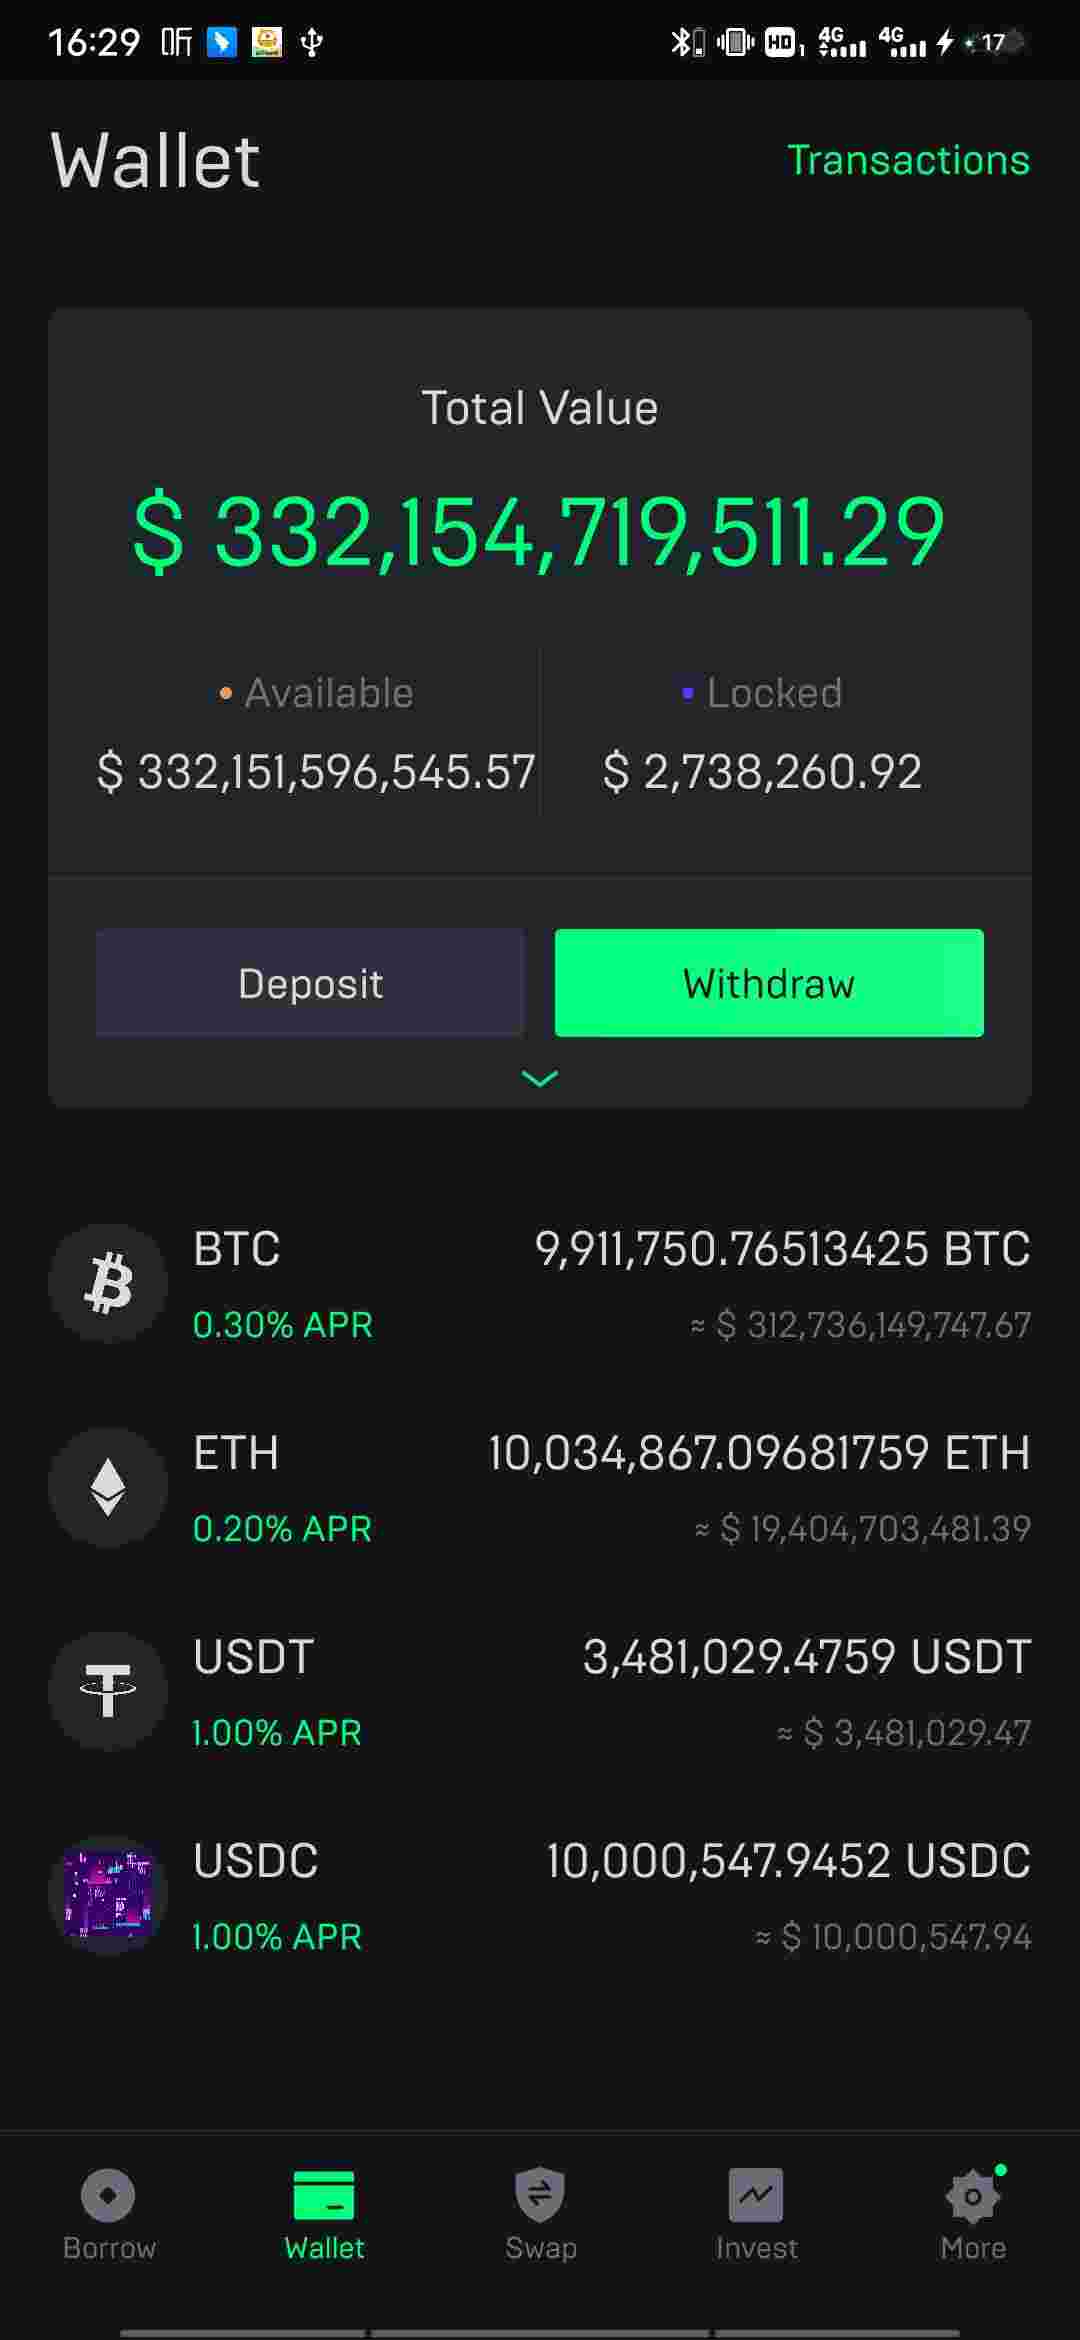 16:29 听 HD 1 4G 4G 17
Wallet
Transactions
Total Value
$ 332,154,719,511.29
Available
Locked
$ 332,151,596,545.57
$ 2,738,260.92
Deposit
Withdraw
BTC
9,911,750.76513425 BTC
0.30% APR
≈ $ 312,736,149,747.67
ETH
10,034,867.09681759 ETH
0.20% APR
≈ $ 19,404,703,481.39
USDT
3,481,029.4759 USDT
1.00% APR
≈ $ 3,481,029.47
USDC
10,000,547.9452 USDC
1.00% APR
≈ $ 10,000,547.94
Borrow
Wallet
Swap
Invest
More